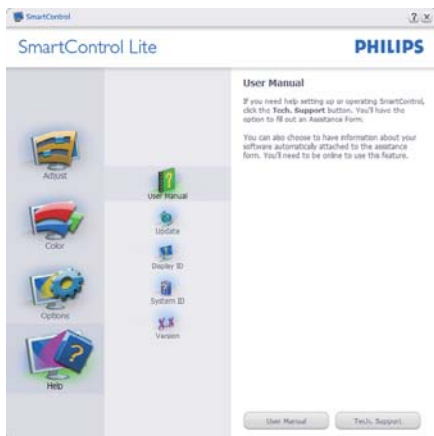 SmartControl
SmartControl Lite
PHILIPS
User Manual
If you need help setting up or operating SmartControl,
click the Tech. Support button. You'll have the
option to fill out an Assistance Form.
You can also choose to have information about your
software automatically attached to the assistance
form. You'll need to be online to use this feature.
Adjust
Color
Options
Help
User Manual
Update
Display ID
System ID
Version
User Manual
Tech. Support